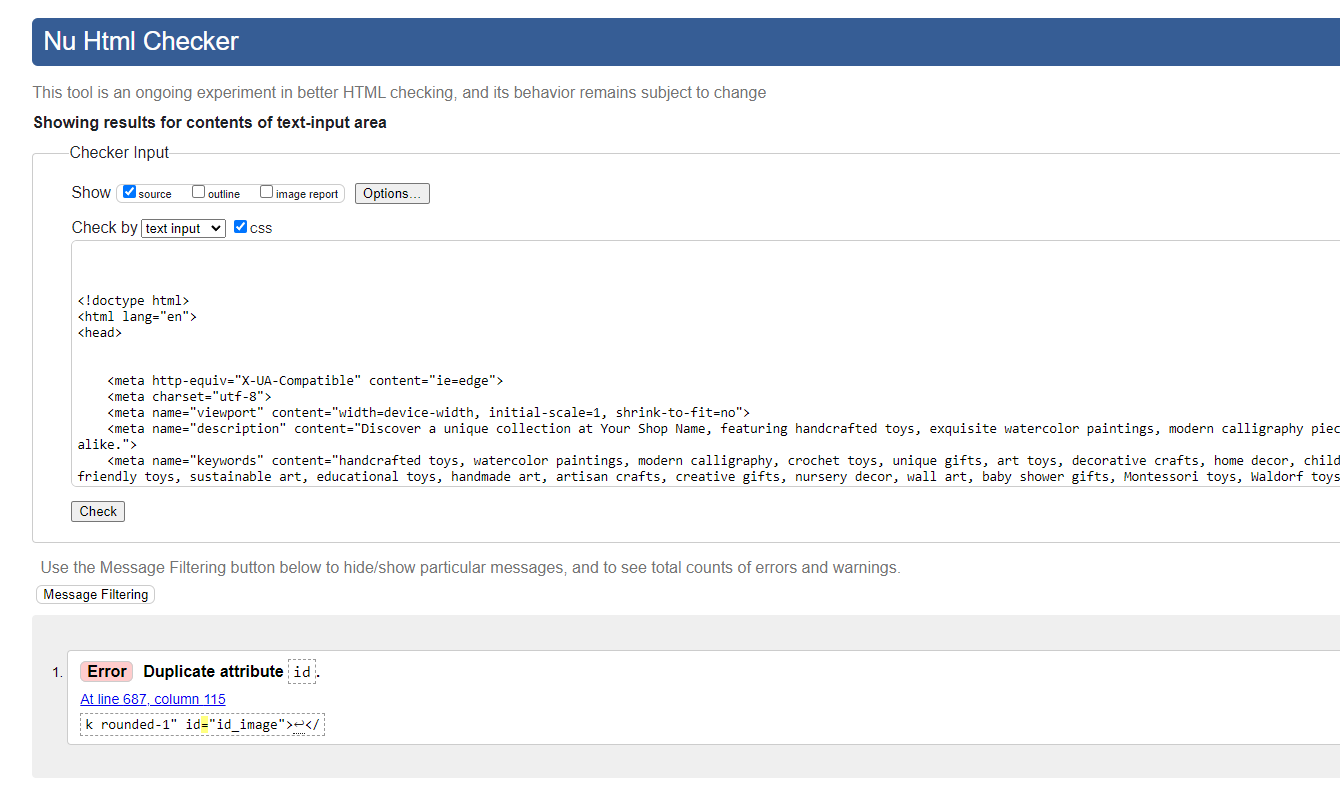 Nu Html Checker
This tool is an ongoing experiment in better HTML checking, and its behavior remains subject to change
Showing results for contents of text-input area
Checker Input
Show source outline image report Options...
Check by text input css
<!doctype html>
<html lang="en">
<head>
<meta http-equiv="X-UA-Compatible" content="ie=edge">
<meta charset="utf-8">
<meta name="viewport" content="width=device-width, initial-scale=1, shrink-to-fit=no">
<meta name="description" content="Discover a unique collection at Your Shop Name, featuring handcrafted toys, exquisite watercolor paintings, modern calligraphy piec
alike.">
<meta name="keywords" content="handcrafted toys, watercolor paintings, modern calligraphy, crochet toys, unique gifts, art toys, decorative crafts, home decor, child
friendly toys, sustainable art, educational toys, handmade art, artisan crafts, creative gifts, nursery decor, wall art, baby shower gifts, Montessori toys, Waldorf toys
Check
Use the Message Filtering button below to hide/show particular messages, and to see total counts of errors and warnings.
Message Filtering
1. Error Duplicate attribute id.
At line 687, column 115
k rounded-1" id="id_image">↩</